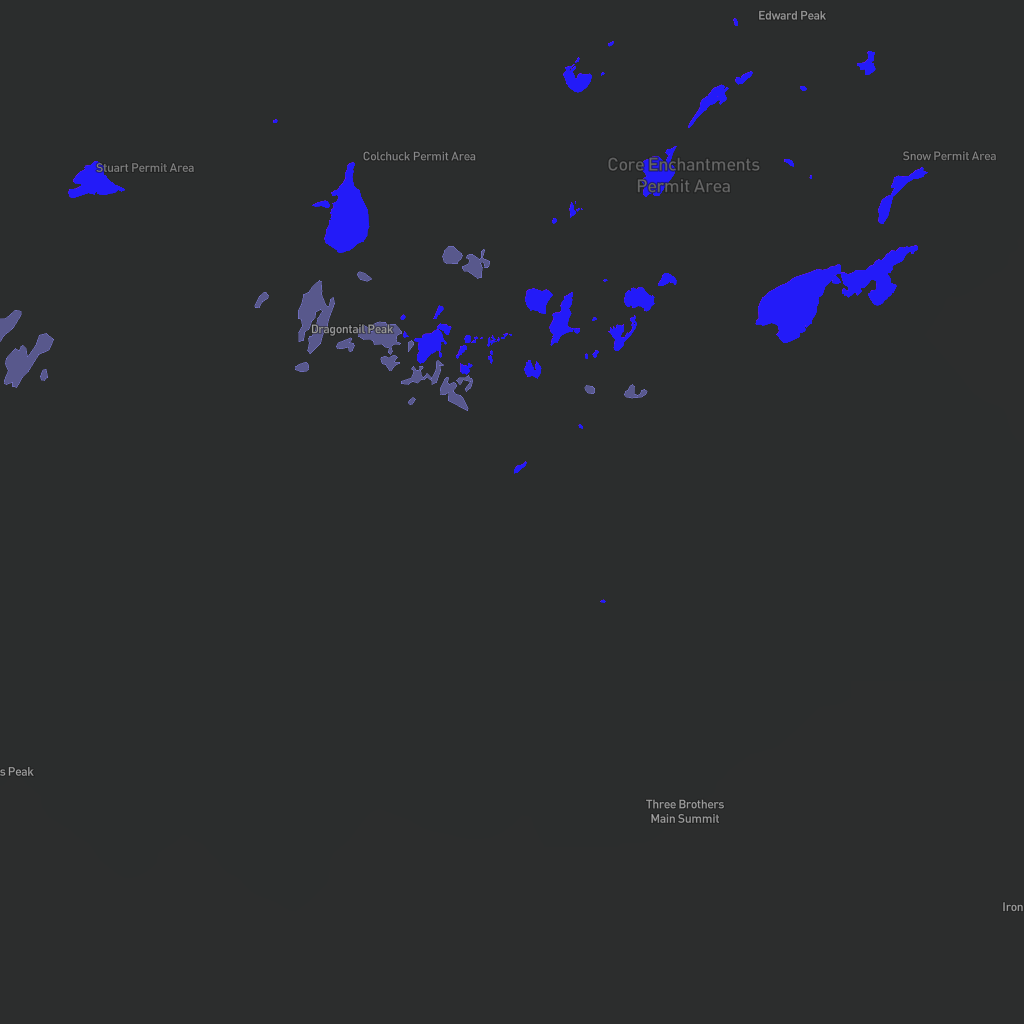 Edward Peak
Stuart Permit Area
Colchuck Permit Area
Core Enchantments
Permit Area
Snow Permit Area
Dragontail Peak
s Peak
Three Brothers
Main Summit
Iron